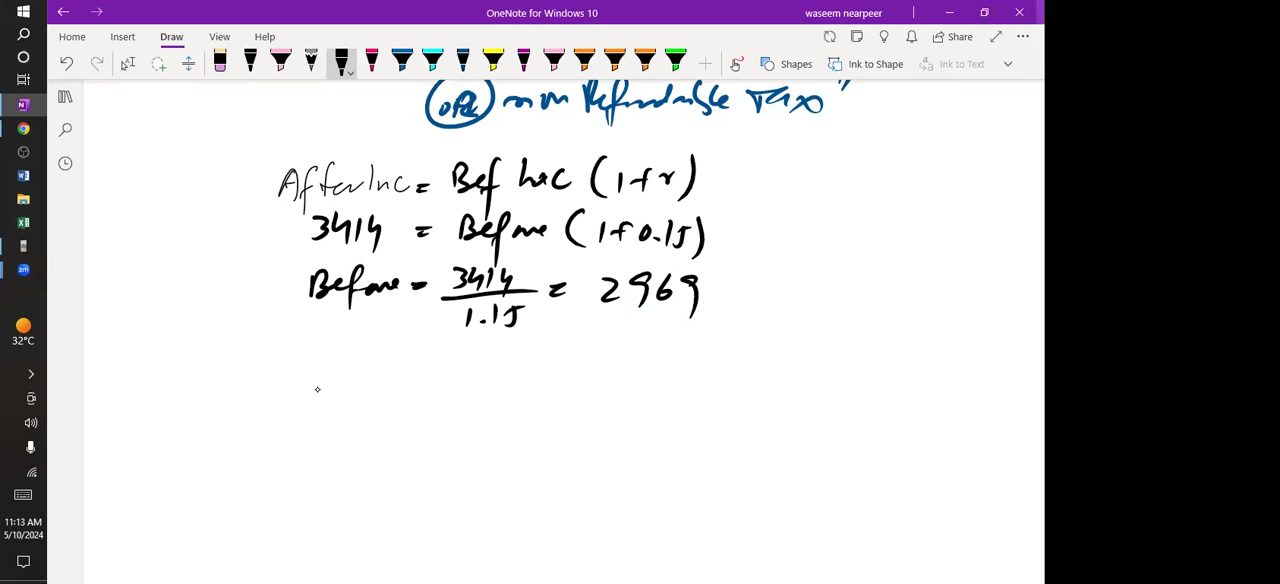 OneNote for Windows 10
waseem nearpeer
Home Insert Draw View Help
Share
Shapes Ink to Shape Ink to Text
non Refundable Tax"
After Inc = Bef Inc (1+r)
3414 = Before (1+0.15)
Before = 3414 / 1.15 = 2969
32°C
11:13 AM
5/10/2024